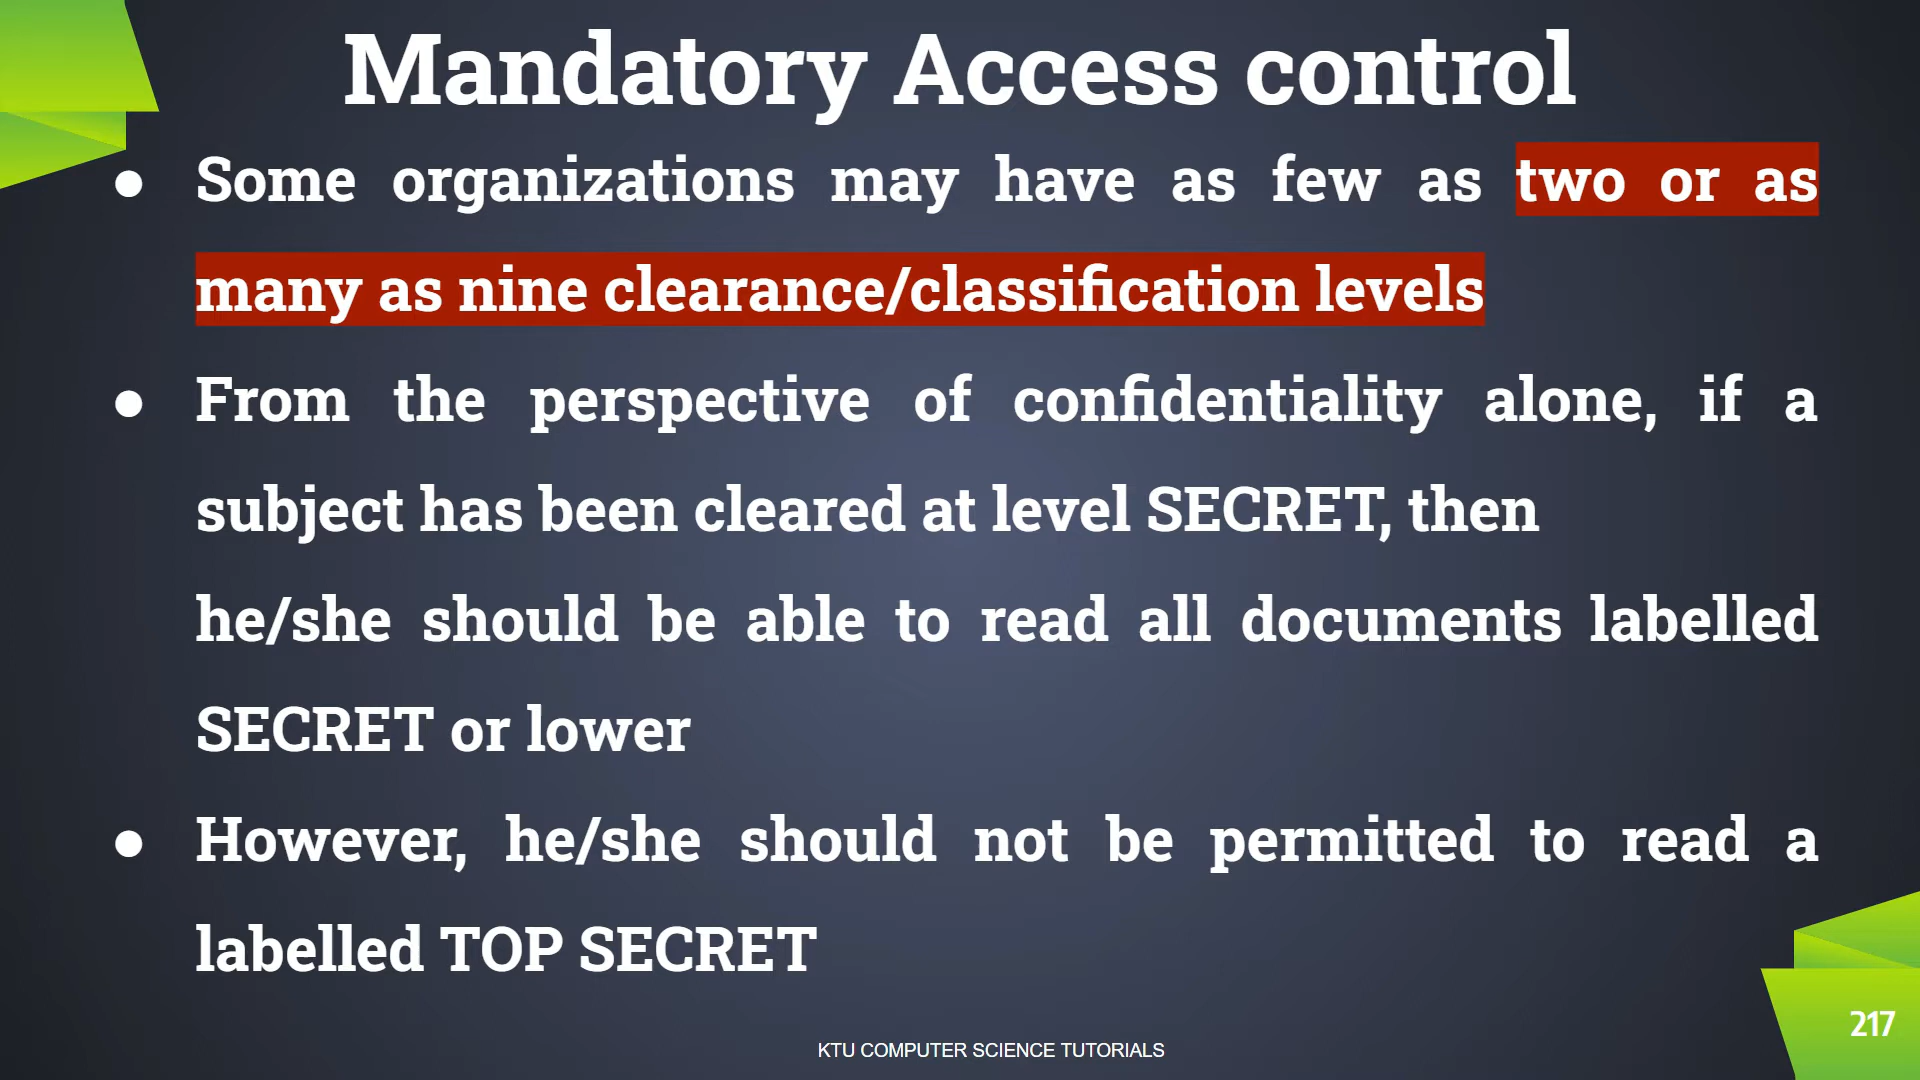 Mandatory Access control
● Some organizations may have as few as two or as
many as nine clearance/classification levels
● From the perspective of confidentiality alone, if a
subject has been cleared at level SECRET, then
he/she should be able to read all documents labelled
SECRET or lower
● However, he/she should not be permitted to read a
labelled TOP SECRET
217
KTU COMPUTER SCIENCE TUTORIALS